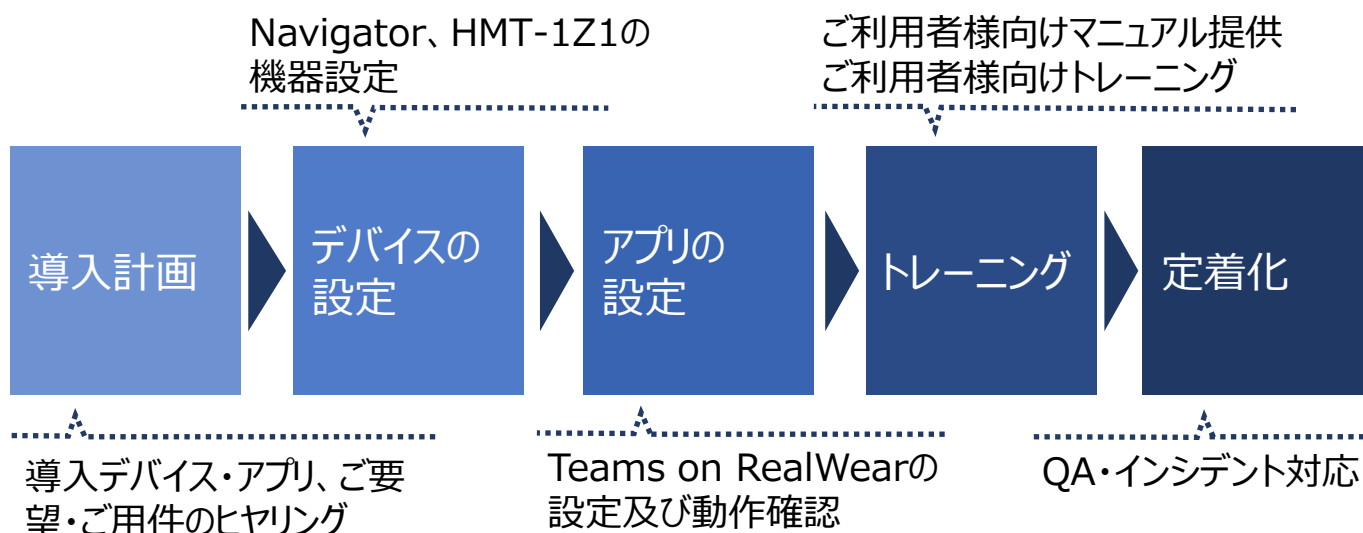 Navigator、HMT-1Z1の
機器設定
ご利用者様向けマニュアル提供
ご利用者様向けトレーニング
導入計画
デバイスの
設定
アプリの
設定
トレーニング
定着化
導入デバイス・アプリ、ご要
望・ご用件のヒヤリング
Teams on RealWearの
設定及び動作確認
QA・インシデント対応